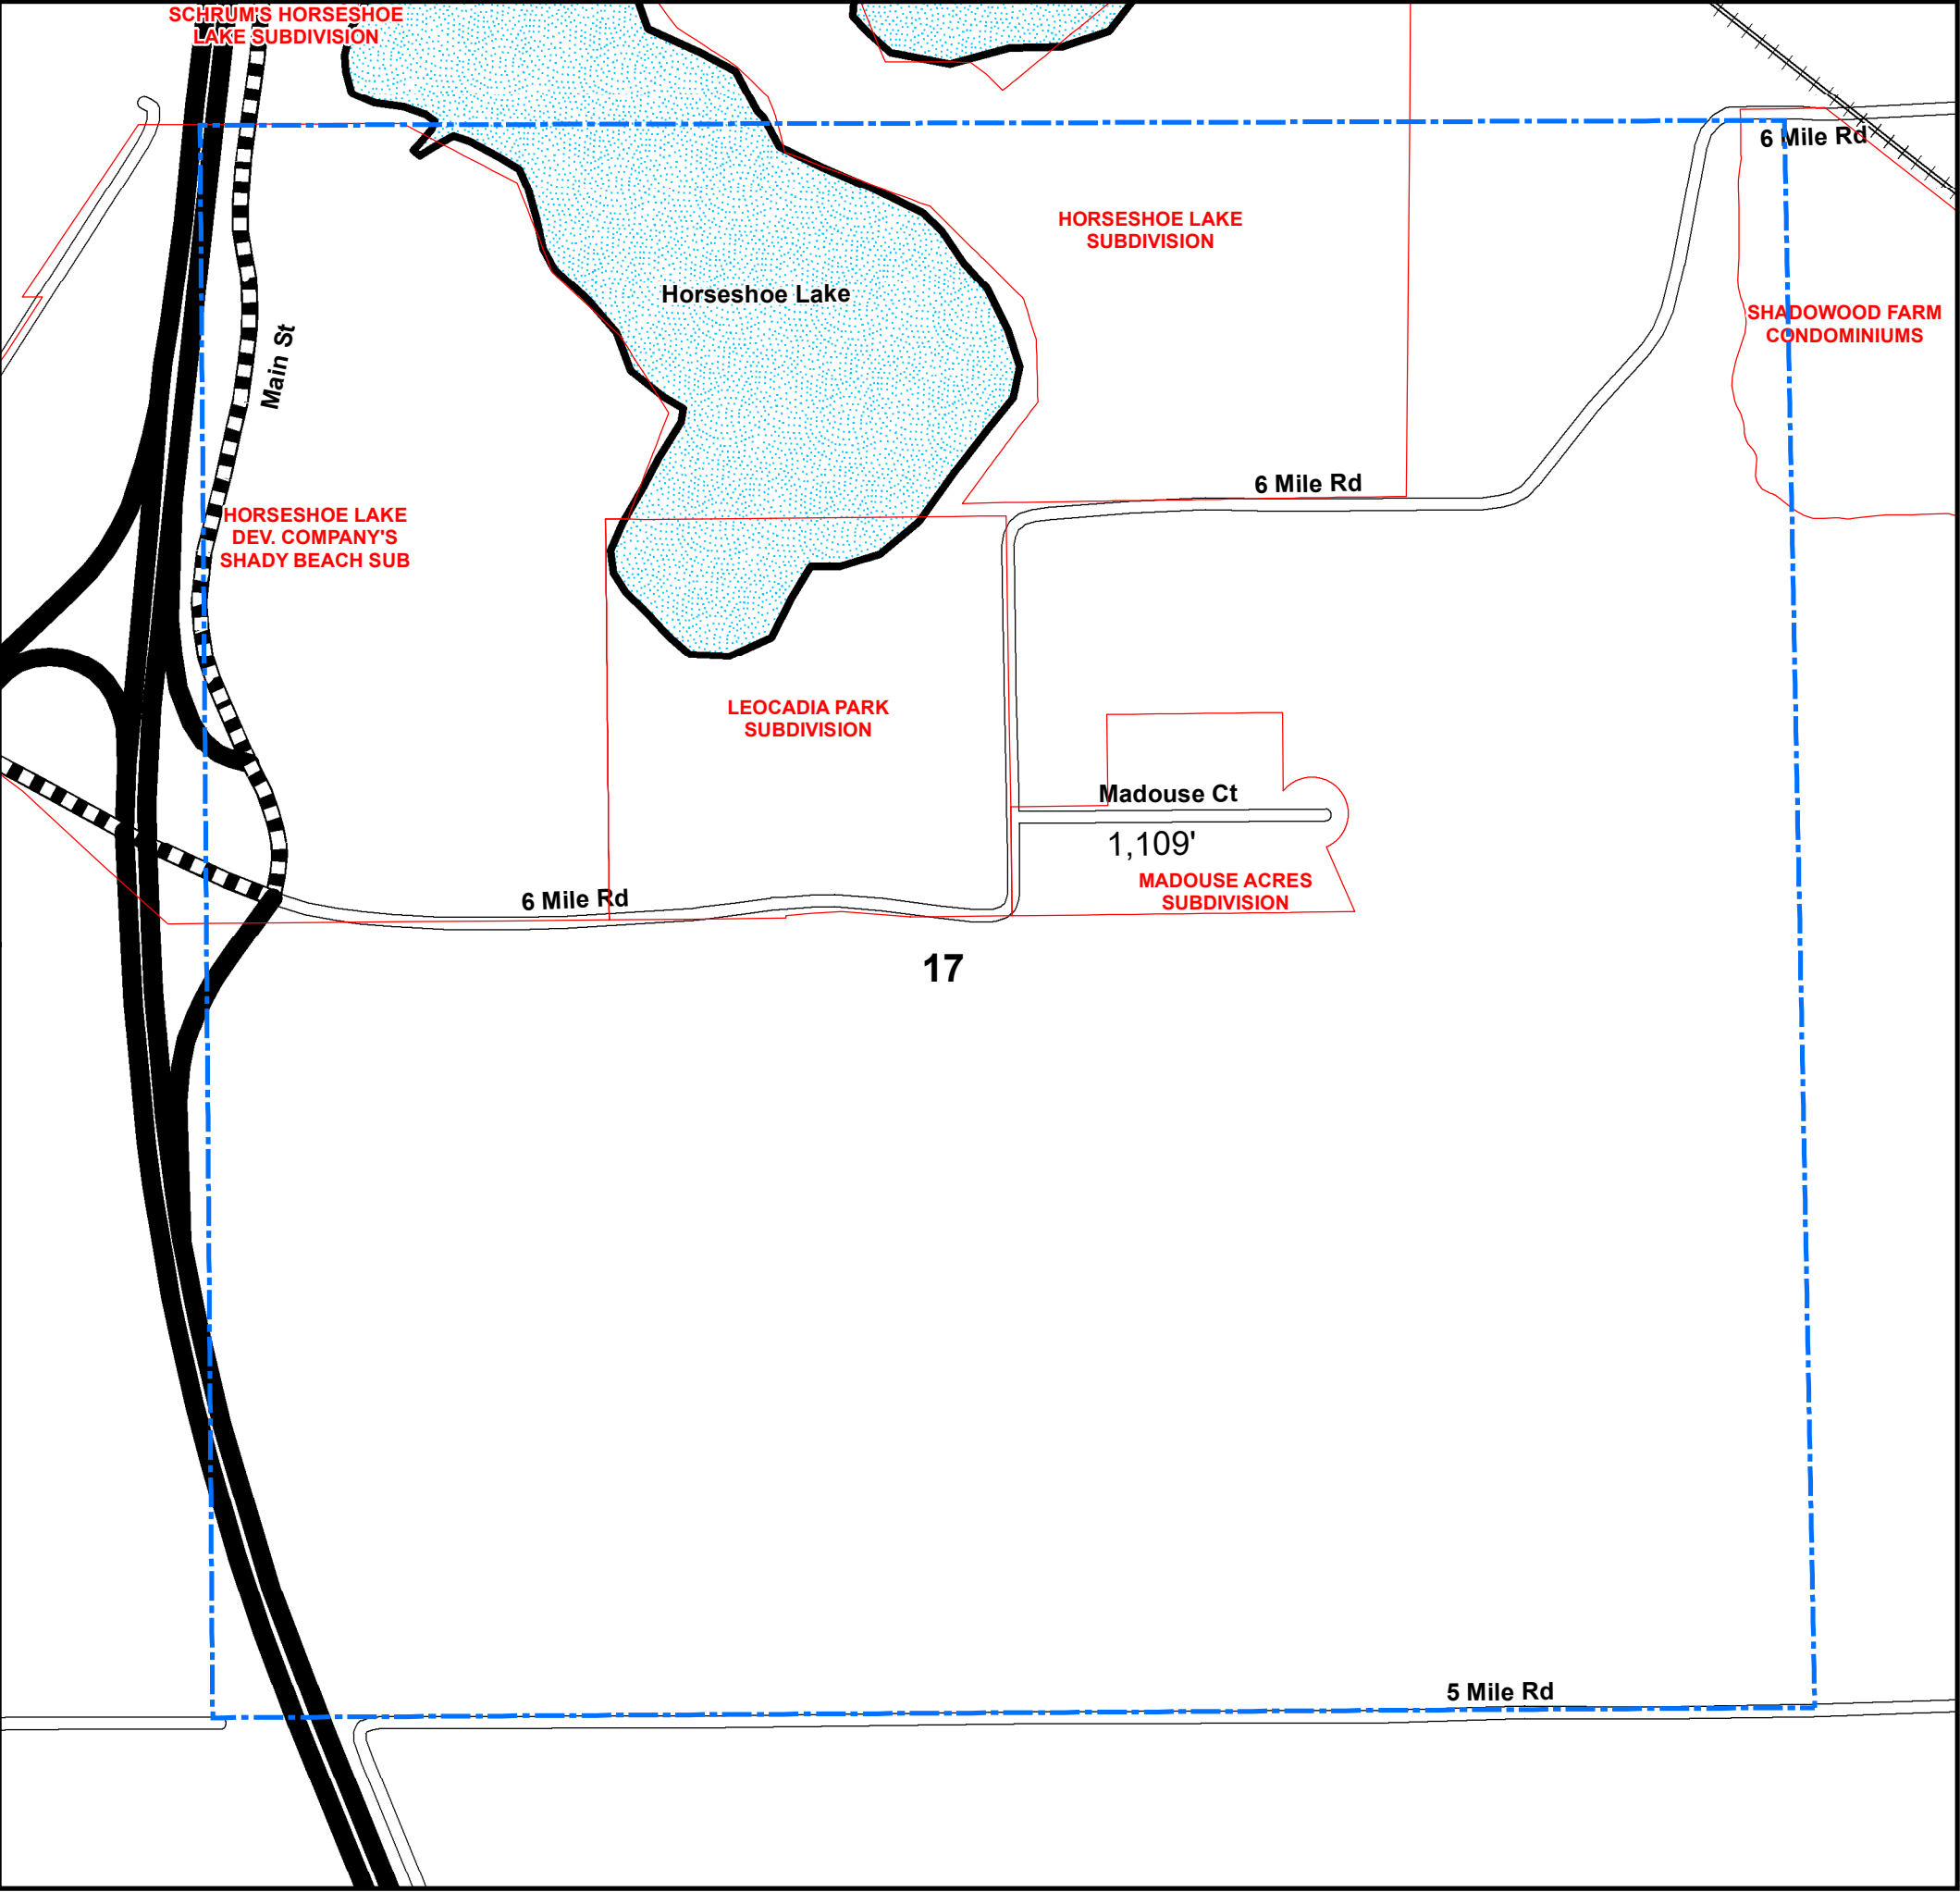 SCHRUM'S HORSESHOE
LAKE SUBDIVISION
6 Mile Rd
HORSESHOE LAKE
SUBDIVISION
Horseshoe Lake
SHADOWOOD FARM
CONDOMINIUMS
Main St
6 Mile Rd
HORSESHOE LAKE
DEV. COMPANY'S
SHADY BEACH SUB
LEOCADIA PARK
SUBDIVISION
Madouse Ct
1,109'
MADOUSE ACRES
SUBDIVISION
6 Mile Rd
17
5 Mile Rd